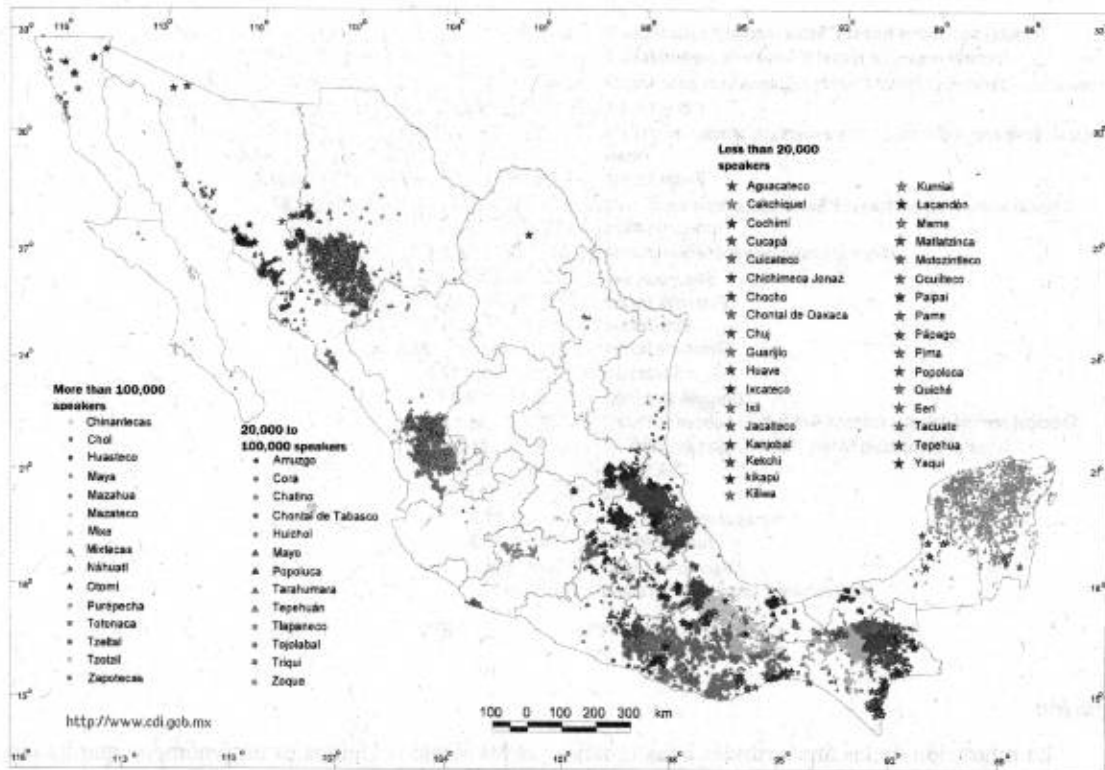 More than 100,000
speakers
Chinantecas
Chol
Huasteco
Maya
Mazahua
Mazateco
Mixe
Mixtecas
Náhuatl
Otomí
Purépecha
Totonaca
Tzeltal
Tzotzil
Zapotecas
20,000 to
100,000 speakers
Amuzgo
Cora
Chatino
Chontal de Tabasco
Huichol
Mayo
Popoluca
Tarahumara
Tepehuán
Tlapaneco
Tojolabal
Triqui
Zoque
Less than 20,000
speakers
Aguacateco
Cakchiquel
Cochimí
Cucapá
Cuicateco
Chichimeca Jonaz
Chocho
Chontal de Oaxaca
Chuj
Guarijío
Huave
Ixcateco
Ixil
Jacalteco
Kanjobal
Kekchí
kikapú
Kiliwa
Kumiai
Lacandón
Mame
Matlatzinca
Motozintleco
Ocuilteco
Paipai
Pame
Pápago
Pima
Popoloca
Quiché
Seri
Tacuate
Tepehua
Yaqui
http://www.cdi.gob.mx
100 0 100 200 300 km